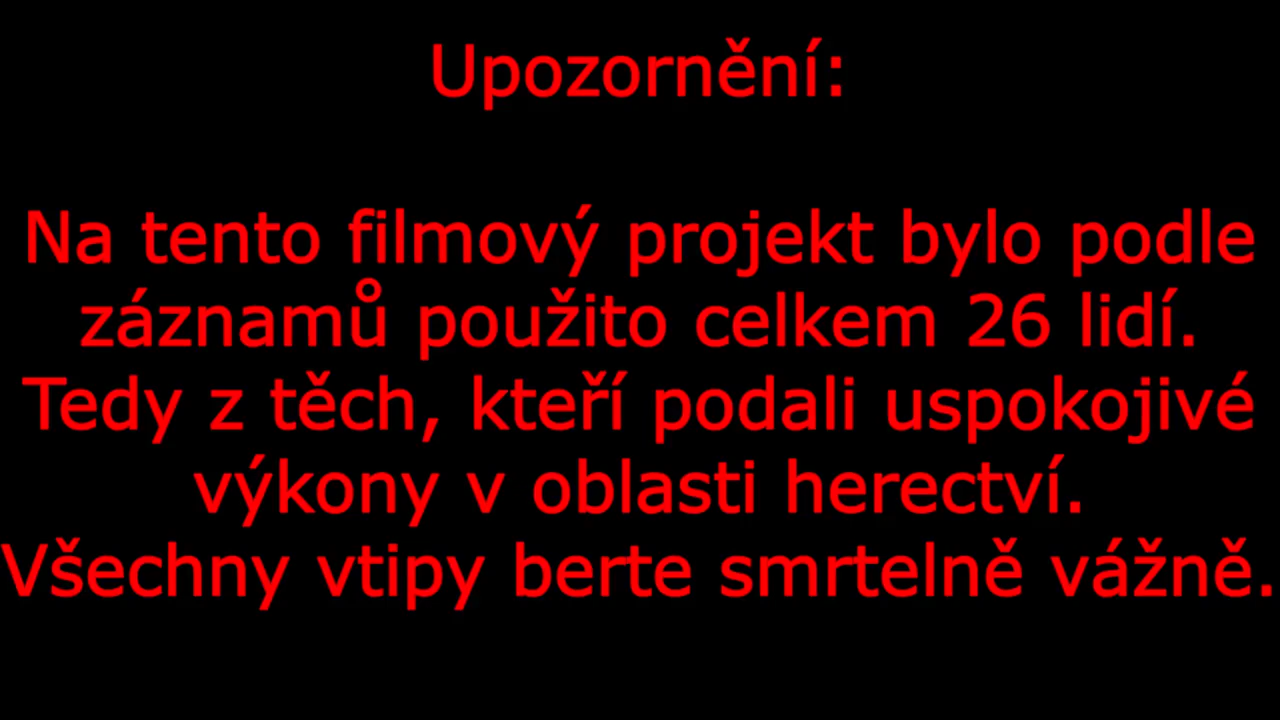 Upozornění:
Na tento filmový projekt bylo podle
záznamů použito celkem 26 lidí.
Tedy z těch, kteří podali uspokojivé
výkony v oblasti herectví.
Všechny vtipy berte smrtelně vážně.